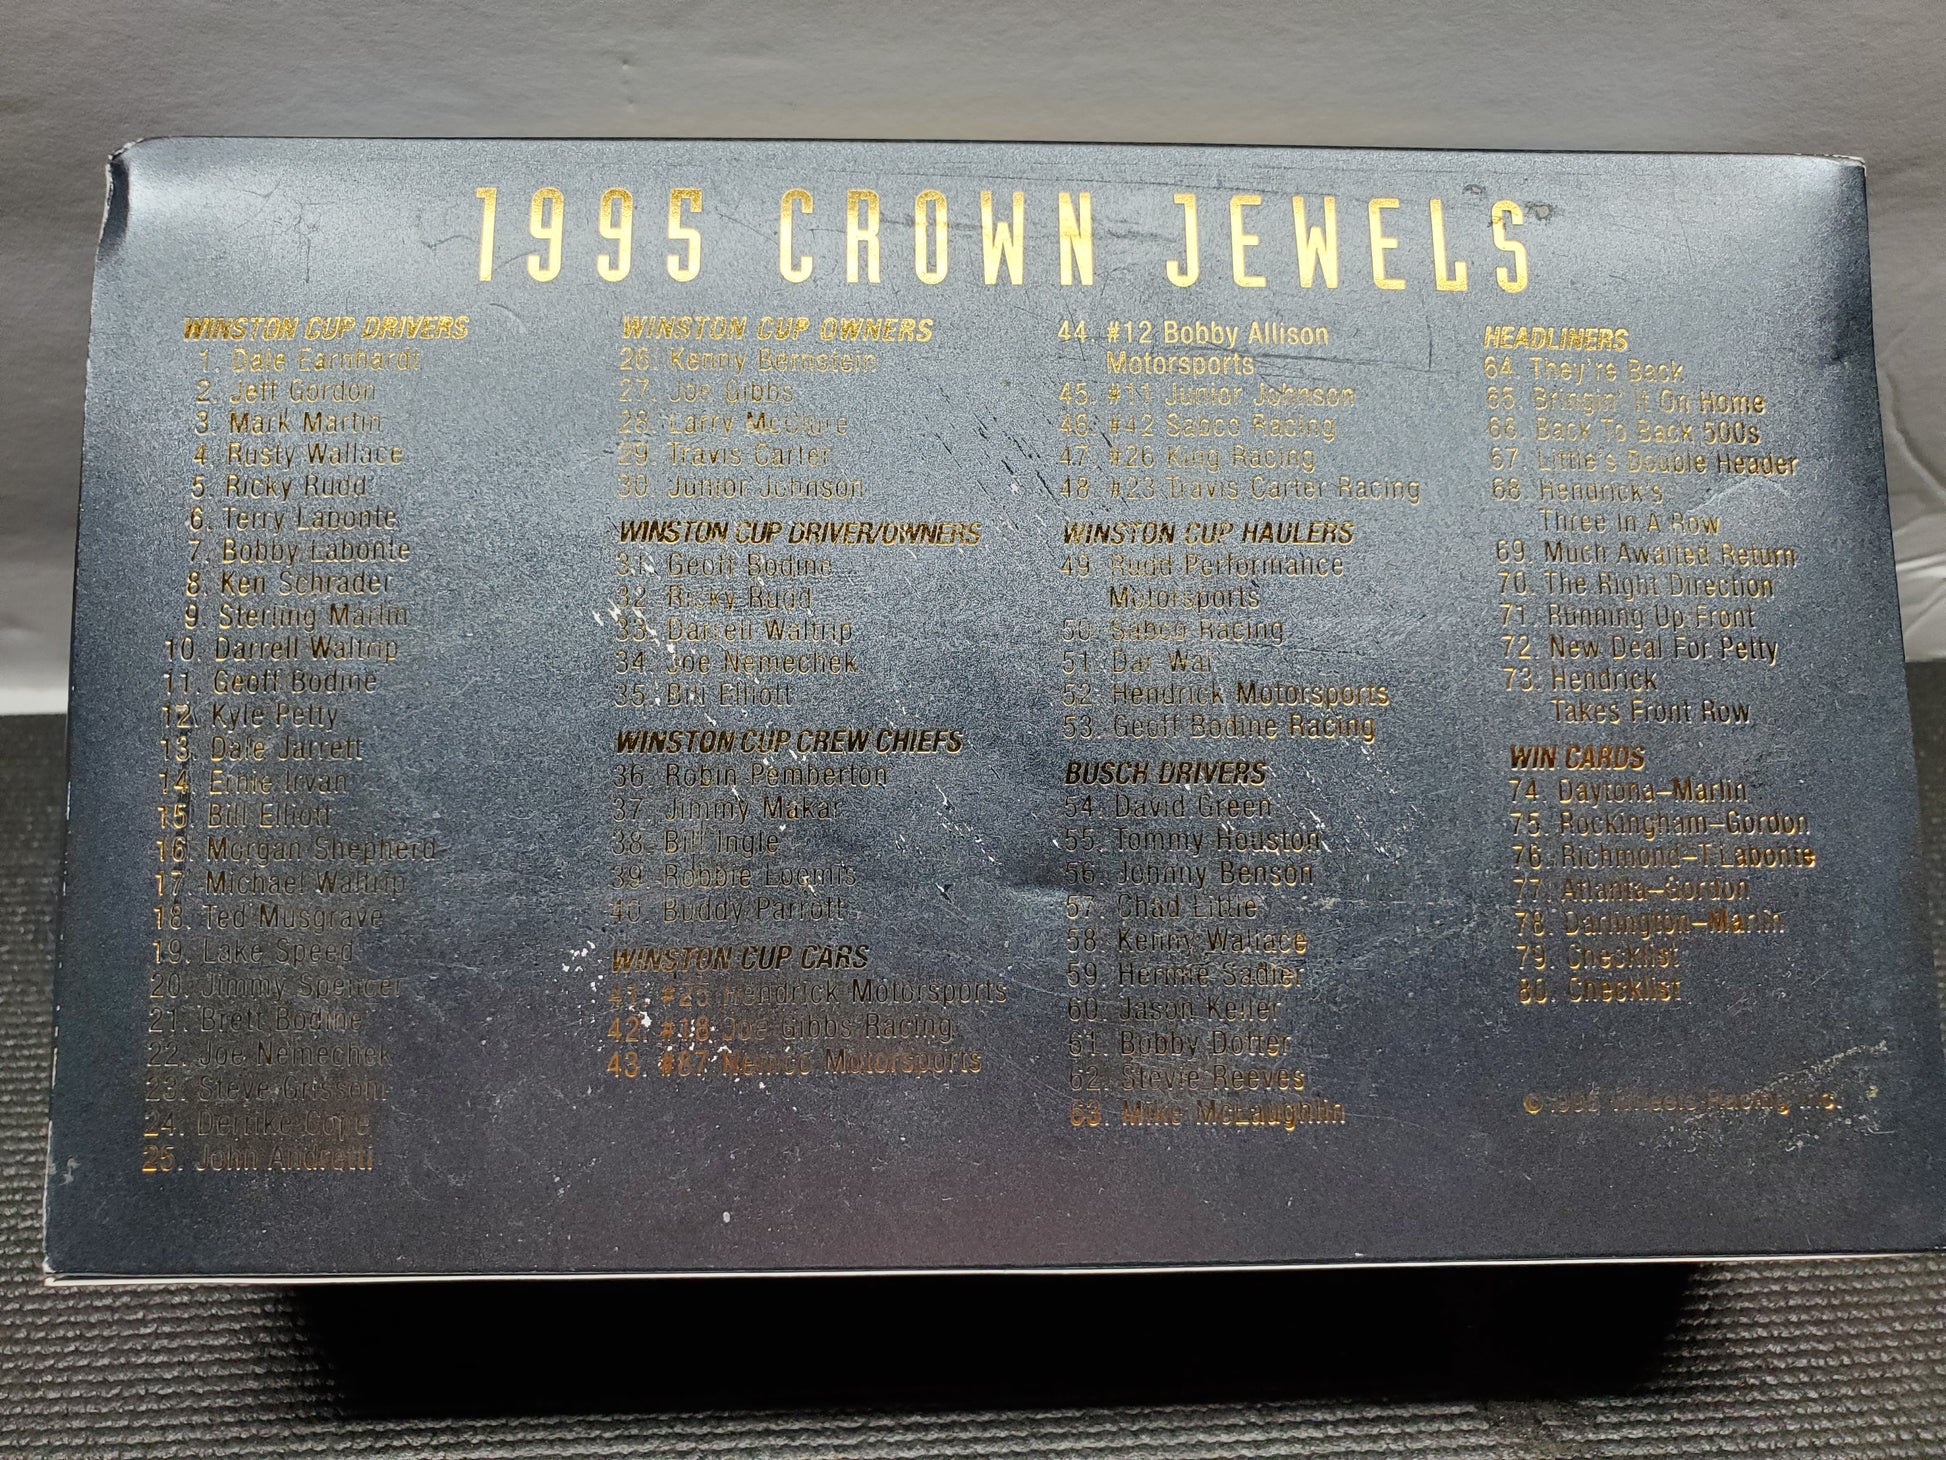 1995 CROWN JEWELS
WINSTON CUP DRIVERS
1. Dale Earnhardt
2. Jeff Gordon
3. Mark Martin
4. Rusty Wallace
5. Ricky Rudd
6. Terry Labonte
7. Bobby Labonte
8. Ken Schrader
9. Sterling Marlin
10. Darrell Waltrip
11. Geoff Bodine
12. Kyle Petty
13. Dale Jarrett
14. Ernie Irvan
15. Bill Elliott
16. Morgan Shepherd
17. Michael Waltrip
18. Ted Musgrave
19. Lake Speed
20. Jimmy Spencer
21. Brett Bodine
22. Joe Nemechek
23. Steve Grissom
24. Derrike Cope
25. John Andretti
WINSTON CUP OWNERS
26. Kenny Bernstein
27. Joe Gibbs
28. Larry McClure
29. Travis Carter
30. Junior Johnson
WINSTON CUP DRIVER/OWNERS
31. Geoff Bodine
32. Ricky Rudd
33. Darrell Waltrip
34. Joe Nemechek
35. Bill Elliott
WINSTON CUP CREW CHIEFS
36. Robin Pemberton
37. Jimmy Makar
38. Bill Ingle
39. Robbie Loomis
40. Buddy Parrott
WINSTON CUP CARS
41. #25 Hendrick Motorsports
42. #18 Joe Gibbs Racing
43. #87 Nemco Motorsports
44. #12 Bobby Allison
Motorsports
45. #11 Junior Johnson
46. #42 Sabco Racing
47. #26 King Racing
48. #23 Travis Carter Racing
WINSTON CUP HAULERS
49. Rudd Performance
Motorsports
50. Sabco Racing
51. Dar Wal
52. Hendrick Motorsports
53. Geoff Bodine Racing
BUSCH DRIVERS
54. David Green
55. Tommy Houston
56. Johnny Benson
57. Chad Little
58. Kenny Wallace
59. Hermie Sadler
60. Jason Keller
61. Bobby Dotter
62. Stevie Reeves
63. Mike McLaughlin
HEADLINERS
64. They're Back
65. Bringin' It On Home
66. Back To Back 500s
67. Little's Double Header
68. Hendrick's
Three In A Row
69. Much Awaited Return
70. The Right Direction
71. Running Up Front
72. New Deal For Petty
73. Hendrick
Takes Front Row
WIN CARDS
74. Daytona–Marlin
75. Rockingham–Gordon
76. Richmond–T.Labonte
77. Atlanta–Gordon
78. Darlington–Marlin
79. Checklist
80. Checklist
© Wheels Racing Inc.